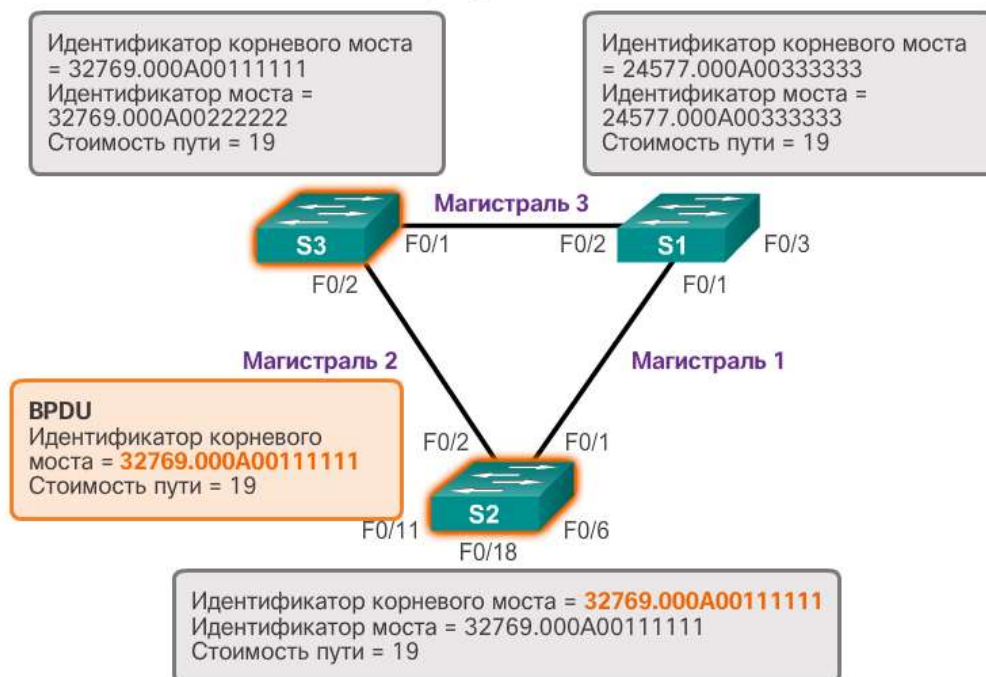 Идентификатор корневого моста
= 32769.000A00111111
Идентификатор моста =
32769.000A00222222
Стоимость пути = 19
Идентификатор корневого моста
= 24577.000A00333333
Идентификатор моста =
24577.000A00333333
Стоимость пути = 19
Магистраль 3
S3
F0/1
F0/2
S1
F0/3
F0/2
F0/1
Магистраль 2
Магистраль 1
BPDU
Идентификатор корневого
моста = 32769.000A00111111
Стоимость пути = 19
F0/2
F0/1
S2
F0/11
F0/6
F0/18
Идентификатор корневого моста = 32769.000A00111111
Идентификатор моста = 32769.000A00111111
Стоимость пути = 19